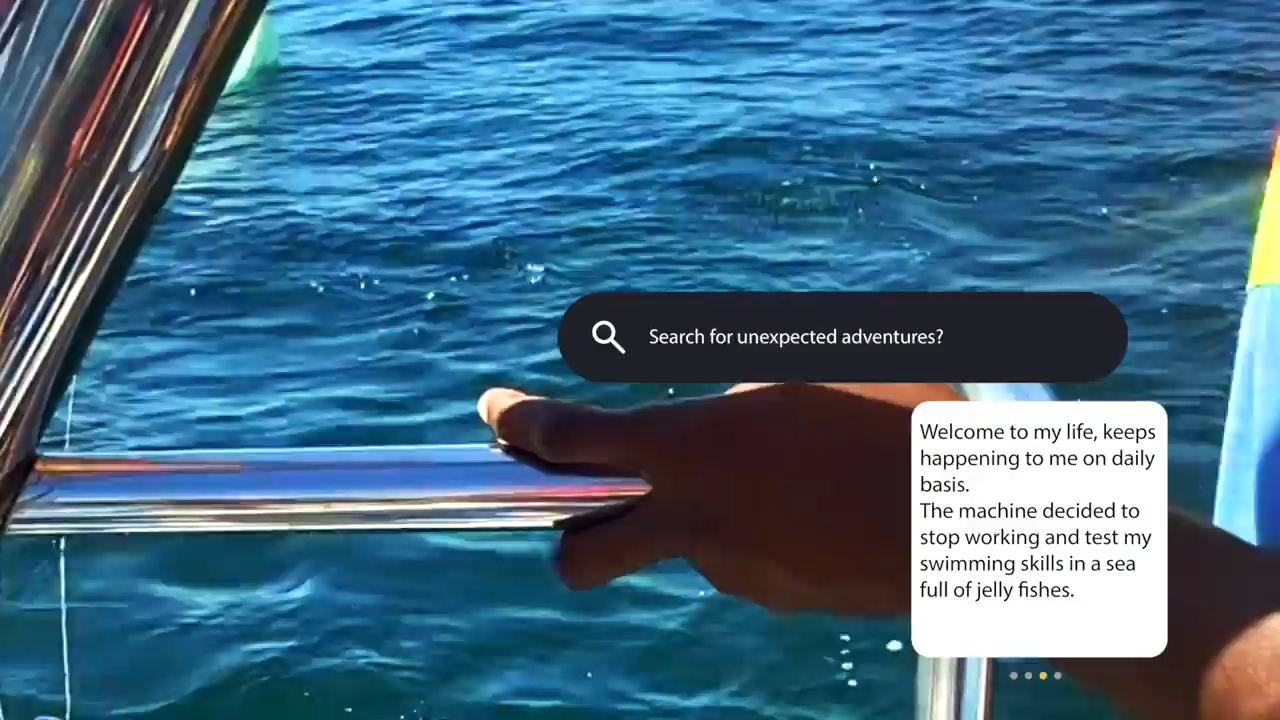 Search for unexpected adventures?
Welcome to my life, keeps
happening to me on daily
basis.
The machine decided to
stop working and test my
swimming skills in a sea
full of jelly fishes.